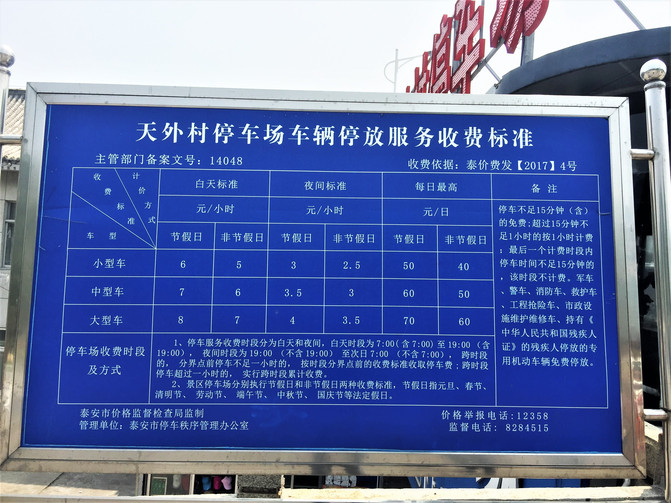 天外村停车场车辆停放服务收费标准
主管部门备案文号：14048
收费依据：泰价费发【2017】4号
收费标准 计价方式 车型
白天标准 夜间标准 每日最高 备注
元/小时 元/小时 元/日
节假日 非节假日 节假日 非节假日 节假日 非节假日
小型车 6 5 3 2.5 50 40
中型车 7 6 3.5 3 60 50
大型车 8 7 4 3.5 70 60
停车不足15分钟（含）
的免费；超过15分钟不
足1小时的按1小时计费
；最后一个计费时段内
停车时间不足15分钟的
，该时段不计费。军车
、警车、消防车、救护车
、工程抢险车、市政设
施维护维修车、持有《
中华人民共和国残疾人
证》的残疾人停放的专
用机动车辆免费停放。
停车场收费时段
及方式
1、停车服务收费时段分为白天和夜间，白天时段为7:00(含7:00）至19:00（含
19:00），夜间时段为19:00（不含19:00）至次日7:00（不含7:00），跨时段
的，分界点前停车不足一小时的，按时段分界点前的收费标准收取停车费；跨时段
停车超过一小时的，实行跨时段累计收费。
2、景区停车场分别执行节假日和非节假日两种收费标准，节假日指元旦、春节、
清明节、劳动节、端午节、中秋节、国庆节等法定假日。
泰安市价格监督检查局监制
管理单位：泰安市停车秩序管理办公室
价格举报电话:12358
监督电话: 8284515